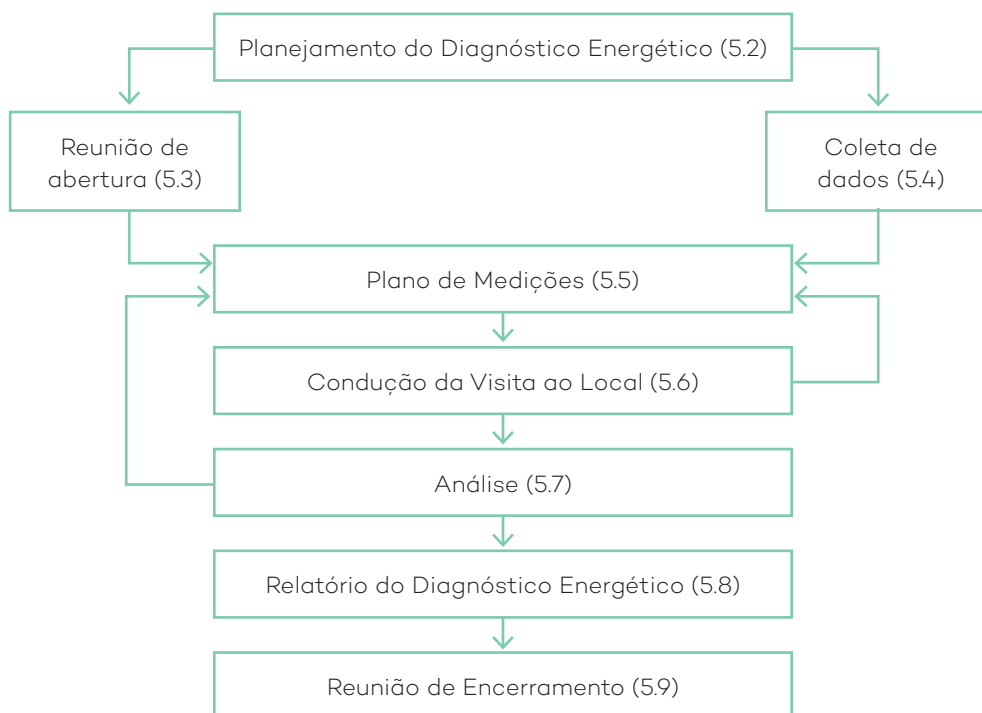 Planejamento do Diagnóstico Energético (5.2)
Reunião de
abertura (5.3)
Coleta de
dados (5.4)
Plano de Medições (5.5)
Condução da Visita ao Local (5.6)
Análise (5.7)
Relatório do Diagnóstico Energético (5.8)
Reunião de Encerramento (5.9)